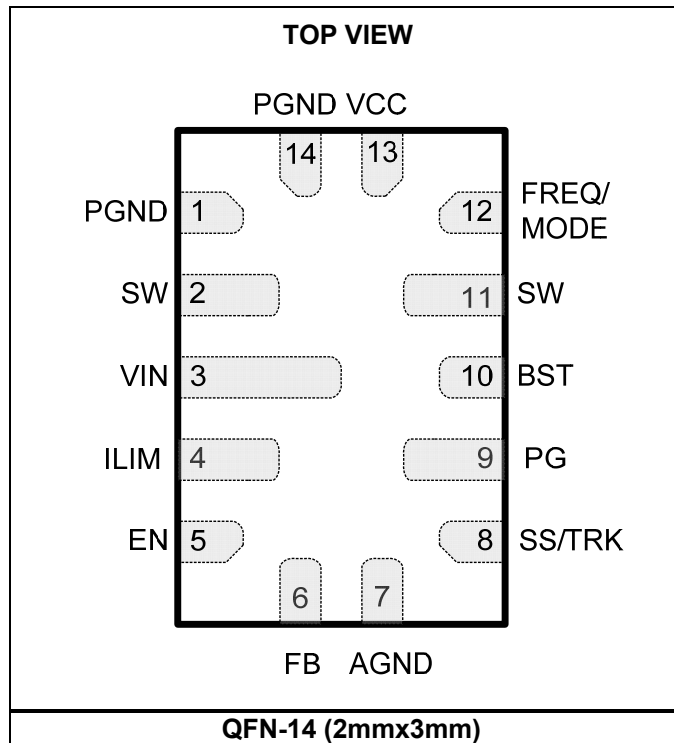 TOP VIEW
PGND VCC
14 13
PGND 1 12 FREQ/
MODE
SW 2 11 SW
VIN 3 10 BST
ILIM 4 9 PG
EN 5 8 SS/TRK
6 7
FB AGND
QFN-14 (2mmx3mm)